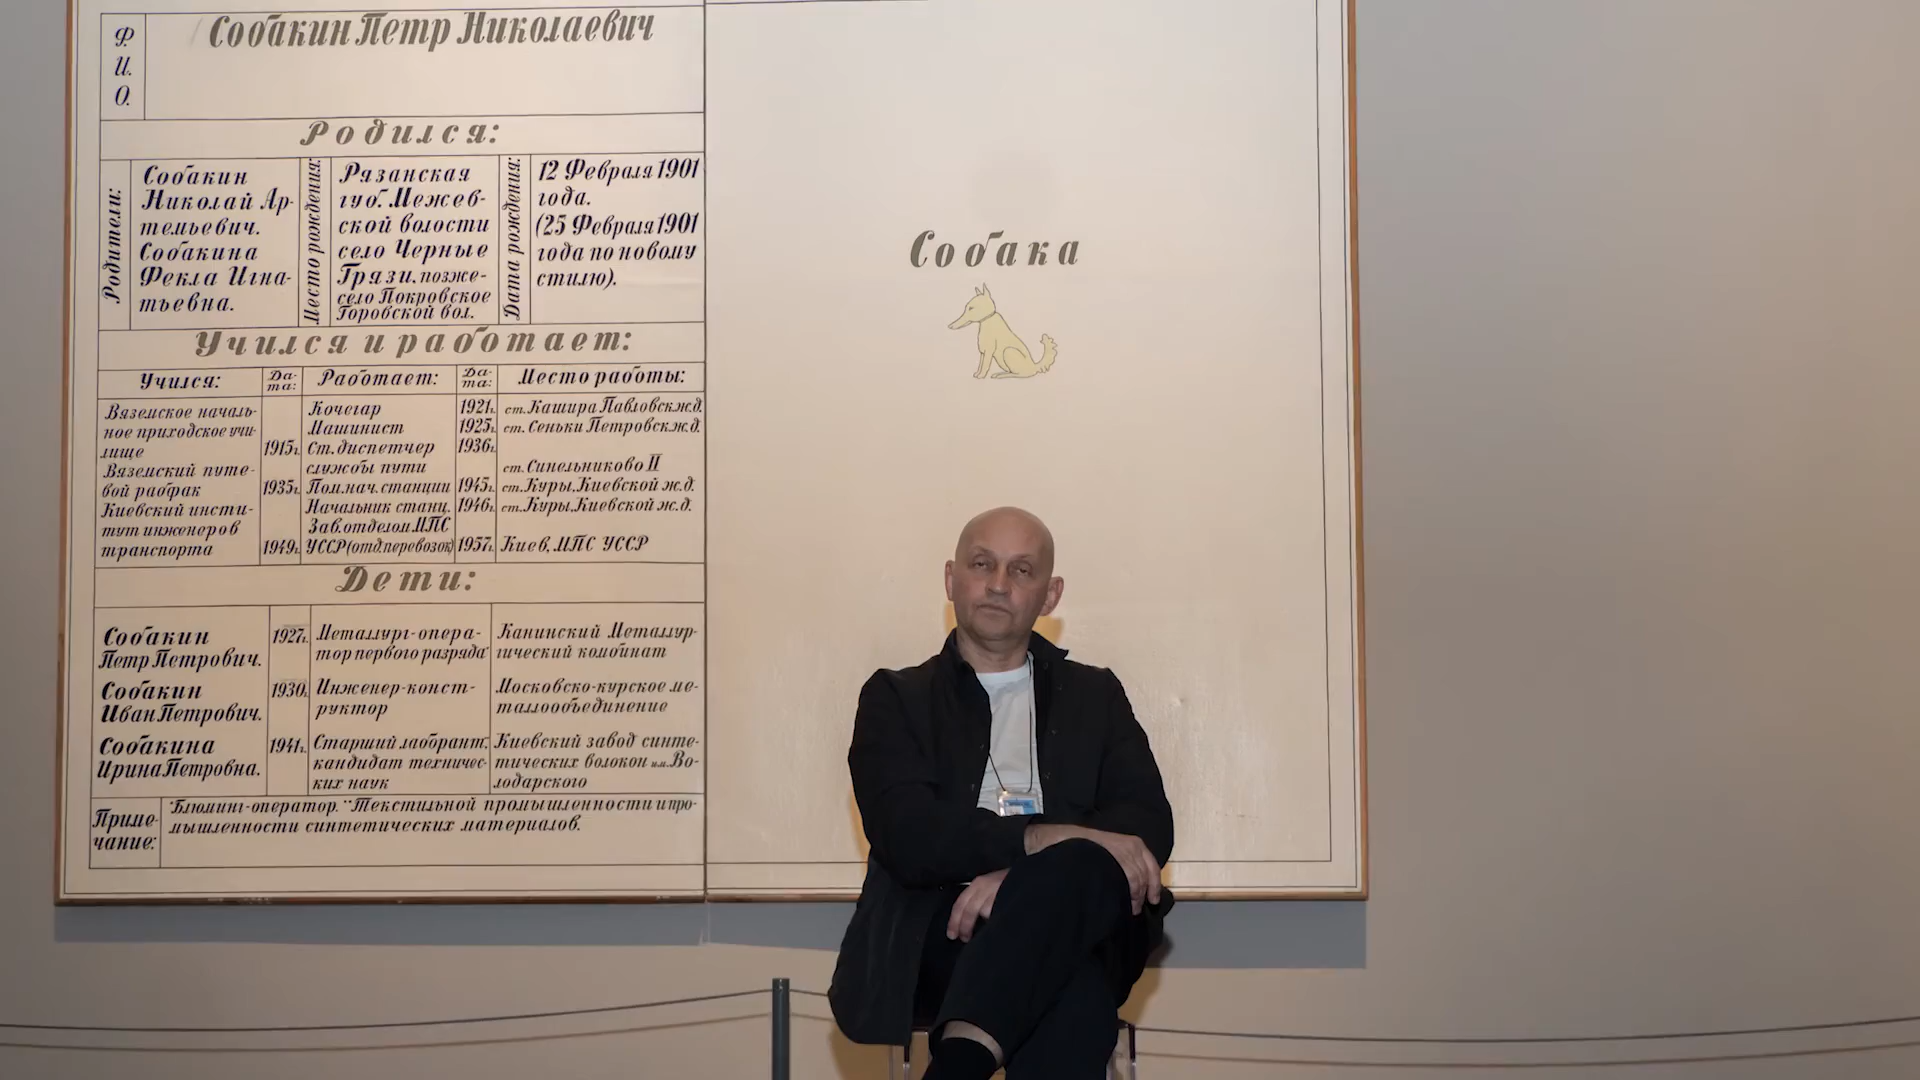 Ф.
И.
О.
Собакин Петр Николаевич
Родился:
Родители:
Собакин
Николай Ар-
темьевич.
Собакина
Фекла Игна-
тьевна.
Место рождения:
Рязанская
губ. Межев-
ской волости
село Черные
Грязи, позже-
село Покровское
Горовской вол.
Дата рождения:
12 Февраля 1901
года.
(25 Февраля 1901
года по новому
стилю).
Учился и работает:
Учился:
Да-
та:
Работает:
Да-
та:
Место работы:
Вяземское началь-
ное приходское учи-
лище
1915г.
Вяземский путе-
вой рабфак
1935г.
Киевский инсти-
тут инженеров
транспорта
1949г.
Кочегар
1921г.
ст. Кашира Павловск.ж.д.
Машинист
1925г.
ст. Сеньки Петровск.ж.д.
Ст. диспетчер
1936г.
службы пути
ст. Синельниково II
Пом.нач. станции
1945г.
ст. Куры, Киевской ж.д.
Начальник станц.
1946г.
ст. Куры, Киевской ж.д.
Зав. отделом МПС
УССР (отд. перевозок)
1957г.
Киев, МПС УССР
Дети:
Собакин
Петр Петрович.
1927г.
Металлург-опера-
тор первого разряда
Канинский Металлур-
гический комбинат
Собакин
Иван Петрович.
1930г.
Инженер-конст-
руктор
Московско-курское ме-
таллообъединение
Собакина
Ирина Петровна.
1941г.
Старший лаборант,
кандидат техничес-
ких наук
Киевский завод синте-
тических волокон им. Во-
лодарского
Приме-
чание:
*Блюминг-оператор. **Текстильной промышленности и про-
мышленности синтетических материалов.
Собака